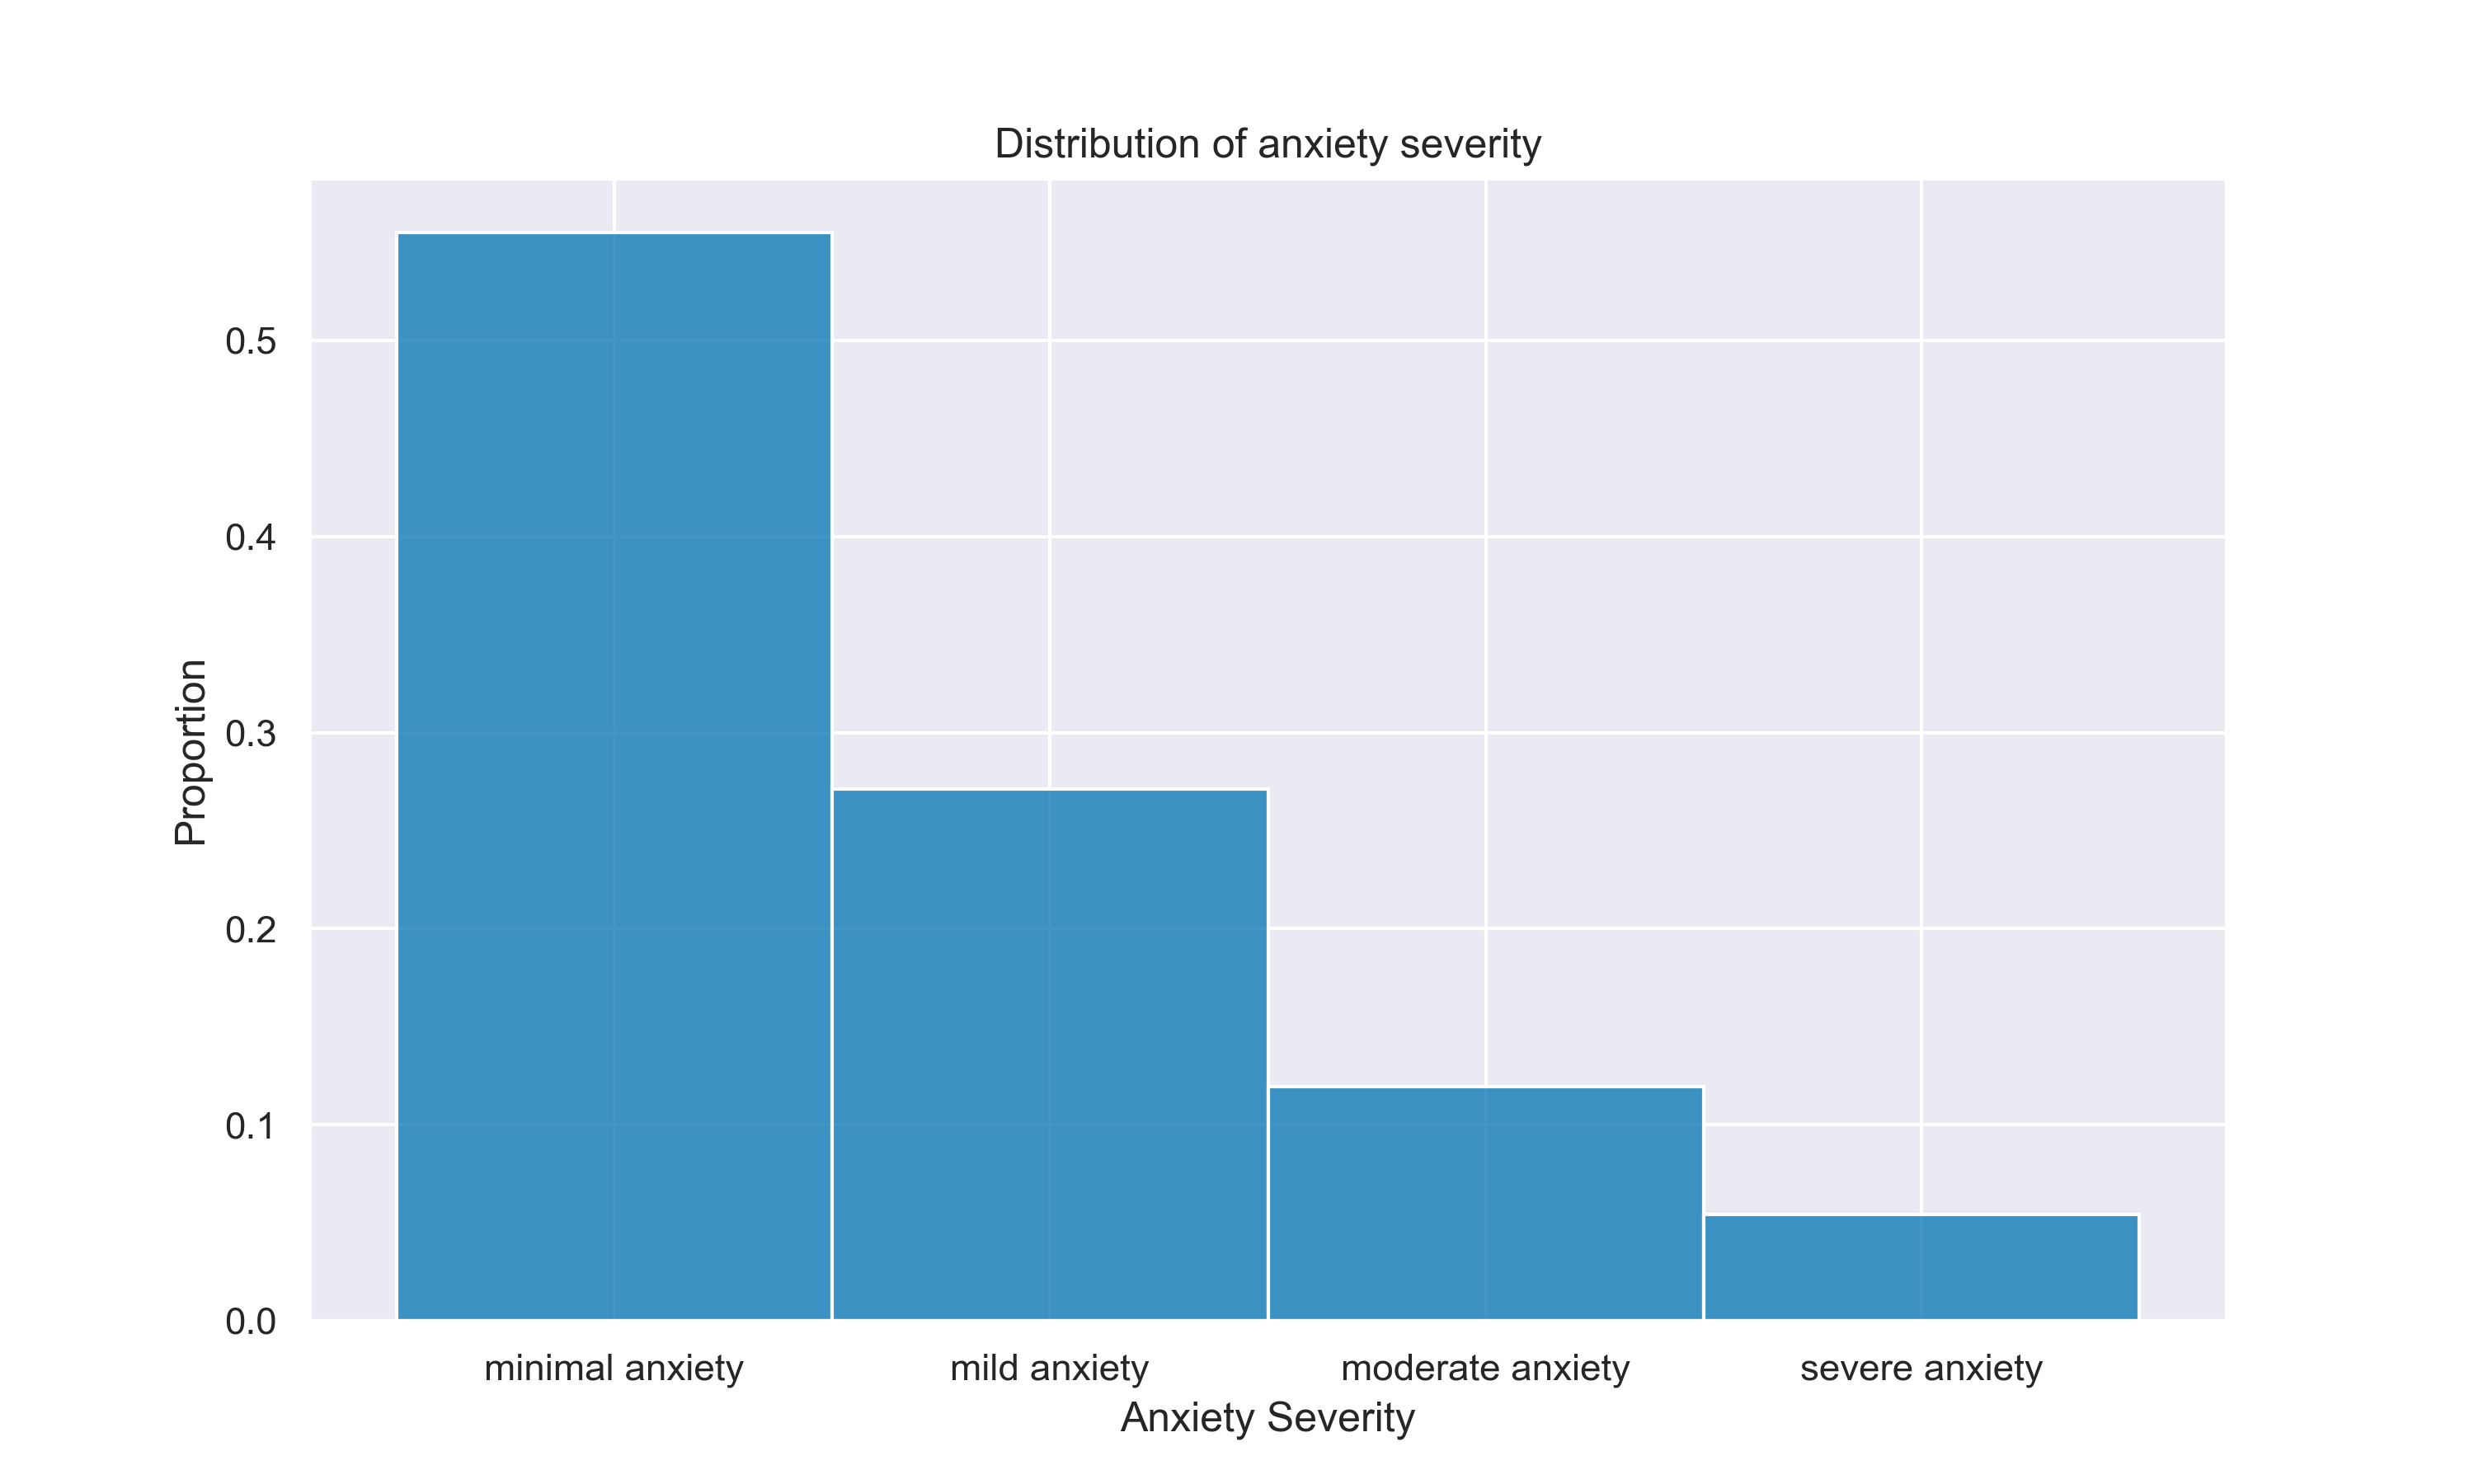 Distribution of anxiety severity
Proportion
0.5
0.4
0.3
0.2
0.1
0.0
minimal anxiety mild anxiety moderate anxiety severe anxiety
Anxiety Severity